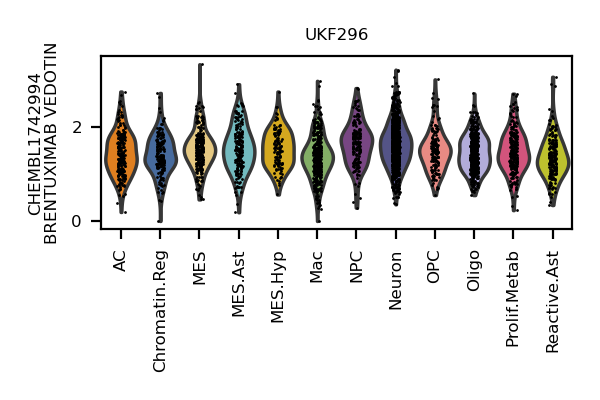 UKF296
CHEMBL1742994
BRENTUXIMAB VEDOTIN
2
0
AC
Chromatin.Reg
MES
MES.Ast
MES.Hyp
Mac
NPC
Neuron
OPC
Oligo
Prolif.Metab
Reactive.Ast